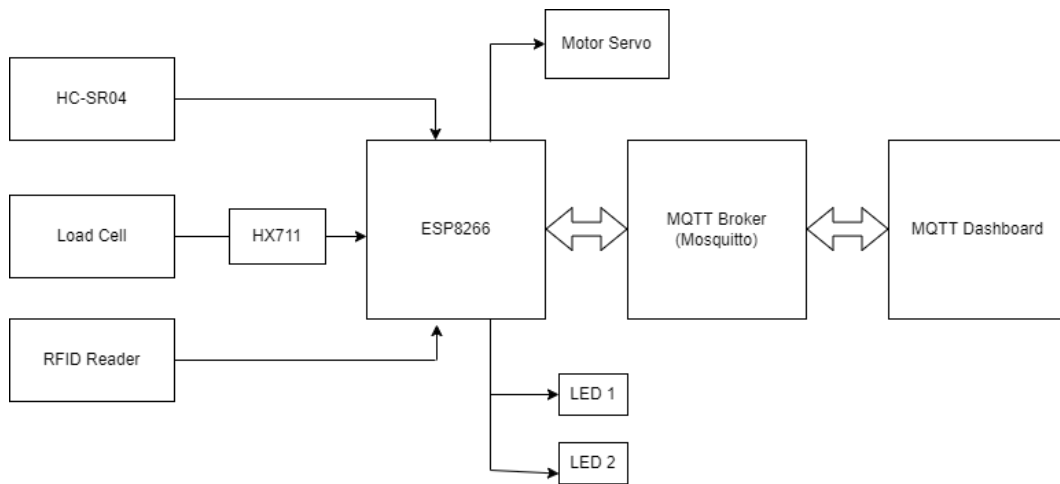 Motor Servo
HC-SR04
Load Cell
HX711
ESP8266
MQTT Broker
(Mosquitto)
MQTT Dashboard
RFID Reader
LED 1
LED 2